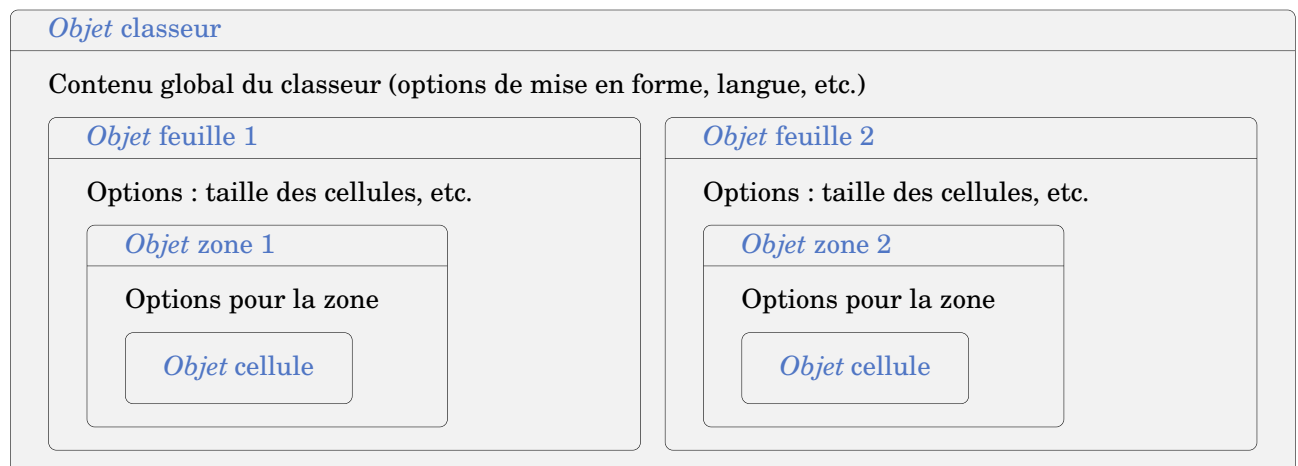 Objet classeur
Contenu global du classeur (options de mise en forme, langue, etc.)
Objet feuille 1
Options : taille des cellules, etc.
Objet zone 1
Options pour la zone
Objet cellule
Objet feuille 2
Options : taille des cellules, etc.
Objet zone 2
Options pour la zone
Objet cellule